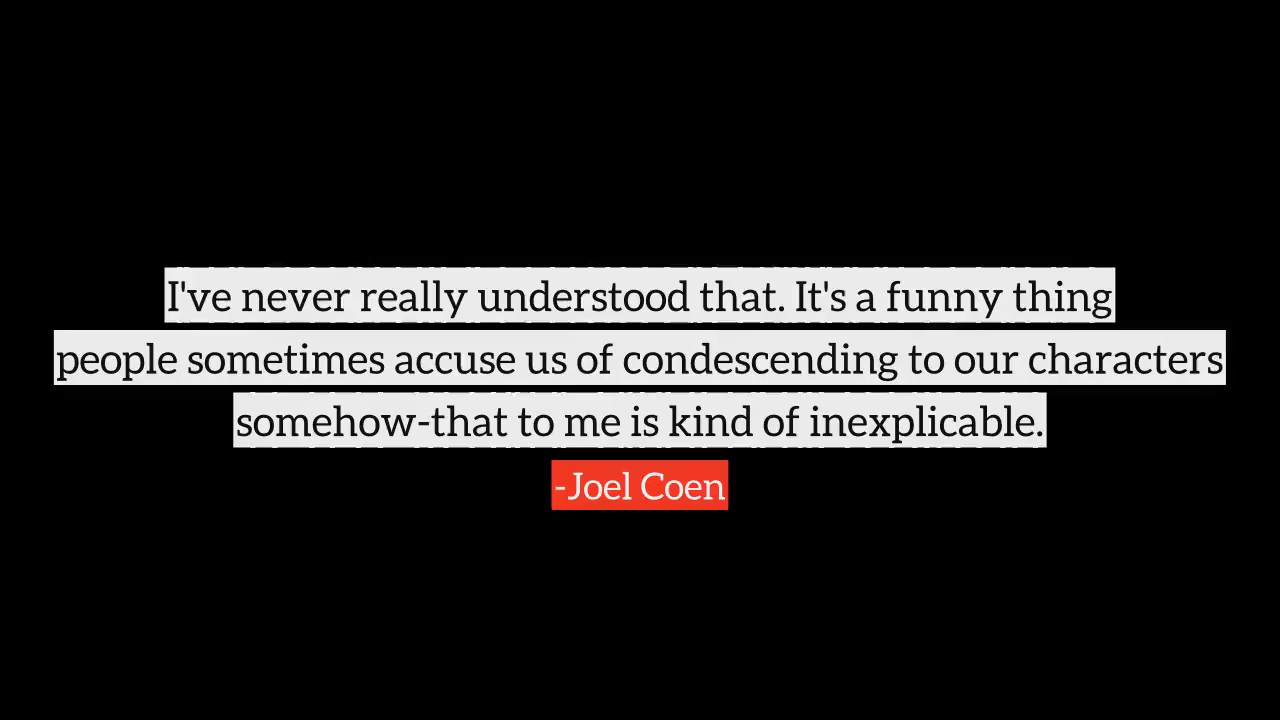 I've never really understood that. It's a funny thing
people sometimes accuse us of condescending to our characters
somehow-that to me is kind of inexplicable.
-Joel Coen